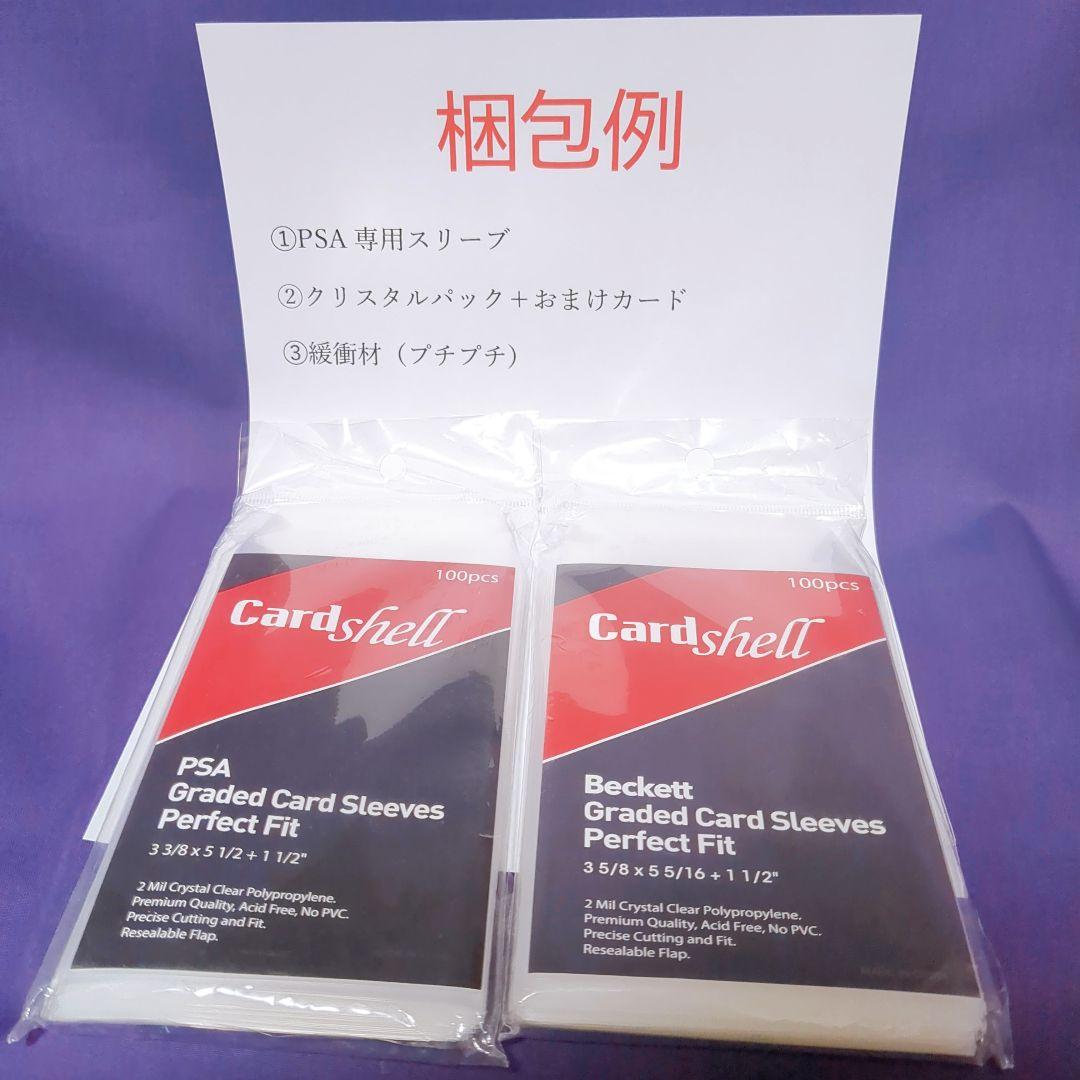 梱包例
①PSA専用スリーブ
②クリスタルパック＋おまけカード
③緩衝材（プチプチ）
100pcs
Cardshell
PSA
Graded Card Sleeves
Perfect Fit
3 3/8 x 5 1/2 + 1 1/2"
2 Mil Crystal Clear Polypropylene.
Premium Quality, Acid Free, No PVC.
Precise Cutting and Fit.
Resealable Flap.
100pcs
Cardshell
Beckett
Graded Card Sleeves
Perfect Fit
3 5/8 x 5 5/16 + 1 1/2"
2 Mil Crystal Clear Polypropylene.
Premium Quality, Acid Free, No PVC.
Precise Cutting and Fit.
Resealable Flap.